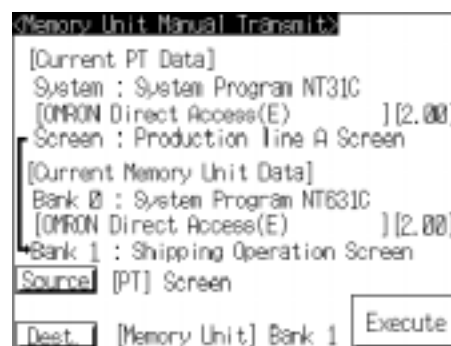 <Memory Unit Manual Transmit>
[Current PT Data]
System : System Program NT31C
[OMRON Direct Access(E) ][2.00]
Screen : Production line A Screen
[Current Memory Unit Data]
Bank 0 : System Program NT631C
[OMRON Direct Access(E) ][2.00]
Bank 1 : Shipping Operation Screen
Source [PT] Screen
Dest. [Memory Unit] Bank 1 Execute